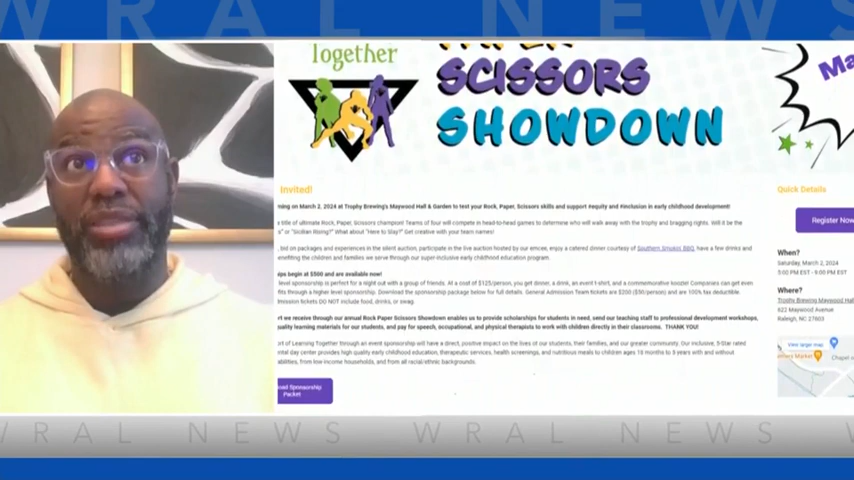 WRAL NEWS
Together
PAPER
SCISSORS
SHOWDOWN
Ma
Invited!
ning on March 2, 2024 at Trophy Brewing's Maywood Hall & Garden to test your Rock, Paper, Scissors skills and support #equity and #inclusion in early childhood development!
title of ultimate Rock, Paper, Scissors champion! Teams of four will compete in head-to-head games to determine who will walk away with the trophy and bragging rights. Will it be the
or "Sicilian Rising?" What about "Here to Slay?" Get creative with your team names!
bid on packages and experiences in the silent auction, participate in the live auction hosted by our emcee, enjoy a catered dinner courtesy of Southern Smokin' BBQ, have a few drinks and
enefiting the children and families we serve through our super inclusive early childhood education program.
ips begin at $500 and are available now!
level sponsorship is perfect for a night out with a group of friends. At a cost of $125/person, you get dinner, a drink, an event t-shirt, and a commemorative koozie! Companies can get even
fits through a higher level sponsorship. Download the sponsorship package below for full details. General Admission Team tickets are $200 ($50/person) and are 100% tax deductible.
mission tickets DO NOT include food, drinks, or swag.
rt we receive through our annual Rock Paper Scissors Showdown enables us to provide scholarships for students in need, send our teaching staff to professional development workshops,
uality learning materials for our students, and pay for speech, occupational, and physical therapists to work with children directly in their classrooms. THANK YOU!
ort of Learning Together through an event sponsorship will have a direct, positive impact on the lives of our students, their families, and our greater community. Our inclusive, 5-Star rated
ntal day center provides high quality early childhood education, therapeutic services, health screenings, and nutritious meals to children ages 18 months to 5 years with and without
abilities, from low-income households, and from all racial/ethnic backgrounds.
oad Sponsorship
Packet
Quick Details
Register Now
When?
Saturday, March 2, 2024
5:00 PM EST - 9:00 PM EST
Where?
Trophy Brewing Maywood Hall
622 Maywood Avenue
Raleigh, NC 27603
View larger map
mers Market
Chapel
WRAL NEWS WRAL NEWS